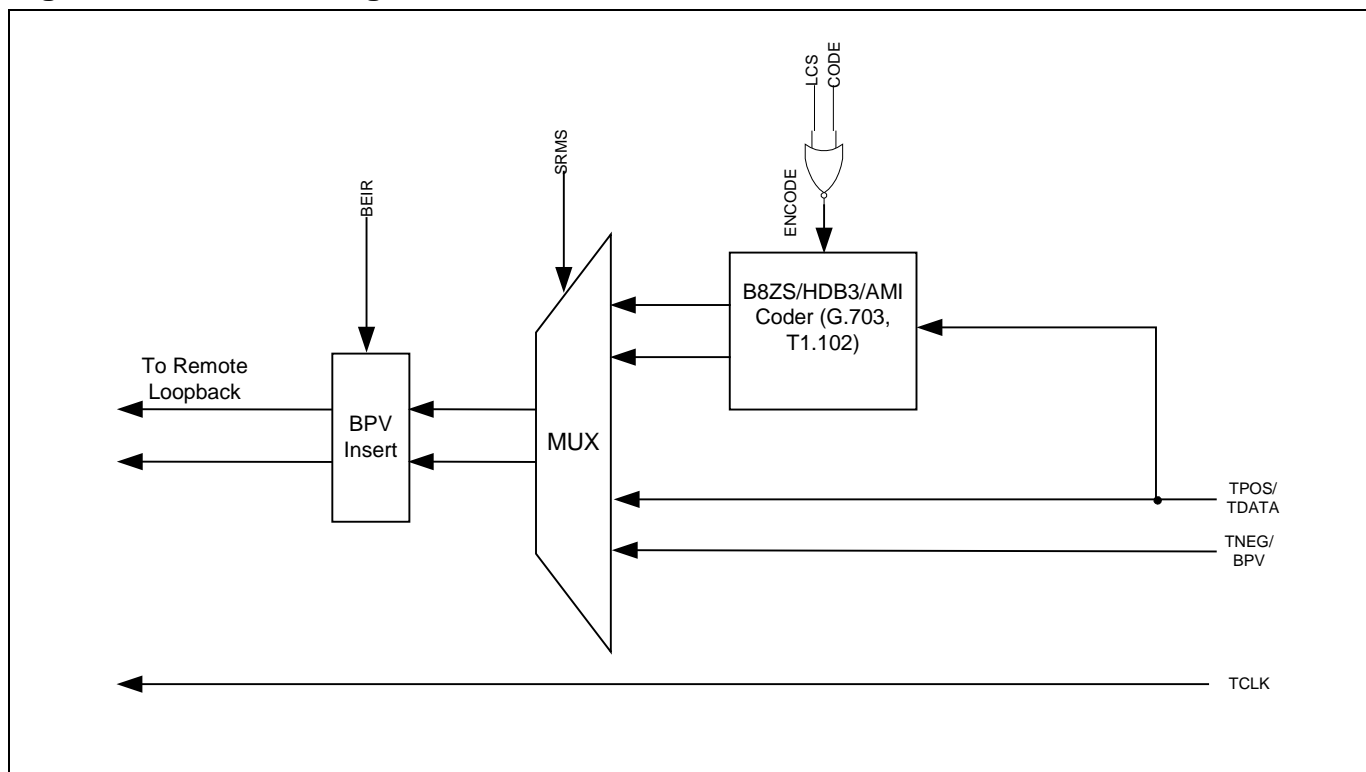 LCS
CODE
SRMS
BEIR
ENCODE
B8ZS/HDB3/AMI
Coder (G.703,
T1.102)
To Remote
Loopback
BPV
Insert
MUX
TPOS/
TDATA
TNEG/
BPV
TCLK